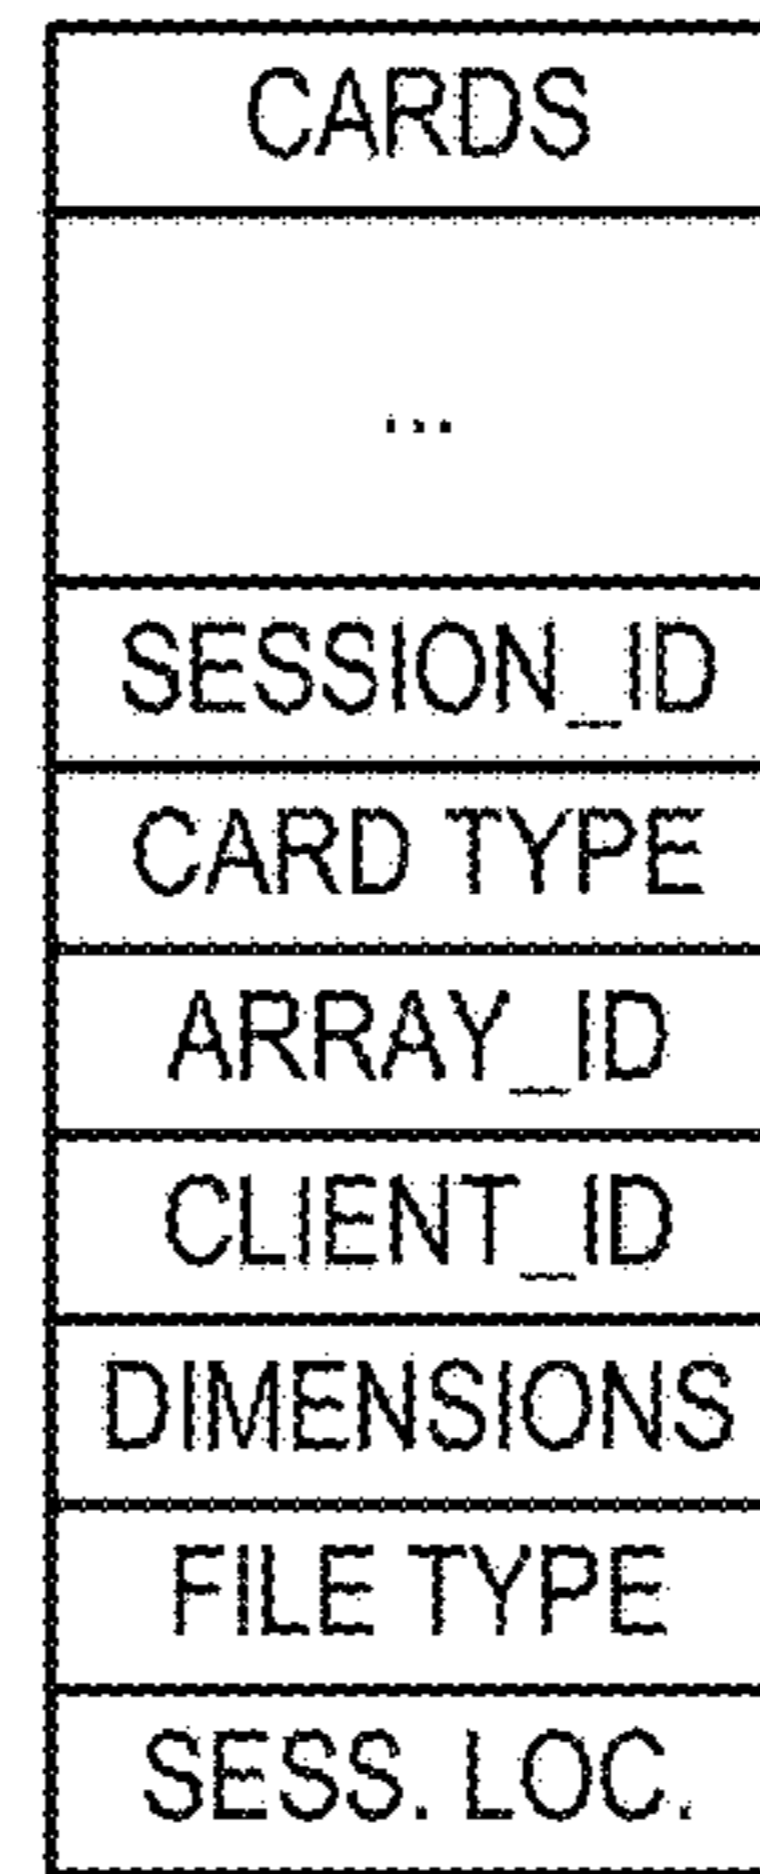 CARDS
...
SESSION_ID
CARD TYPE
ARRAY_ID
CLIENT_ID
DIMENSIONS
FILE TYPE
SESS. LOC.